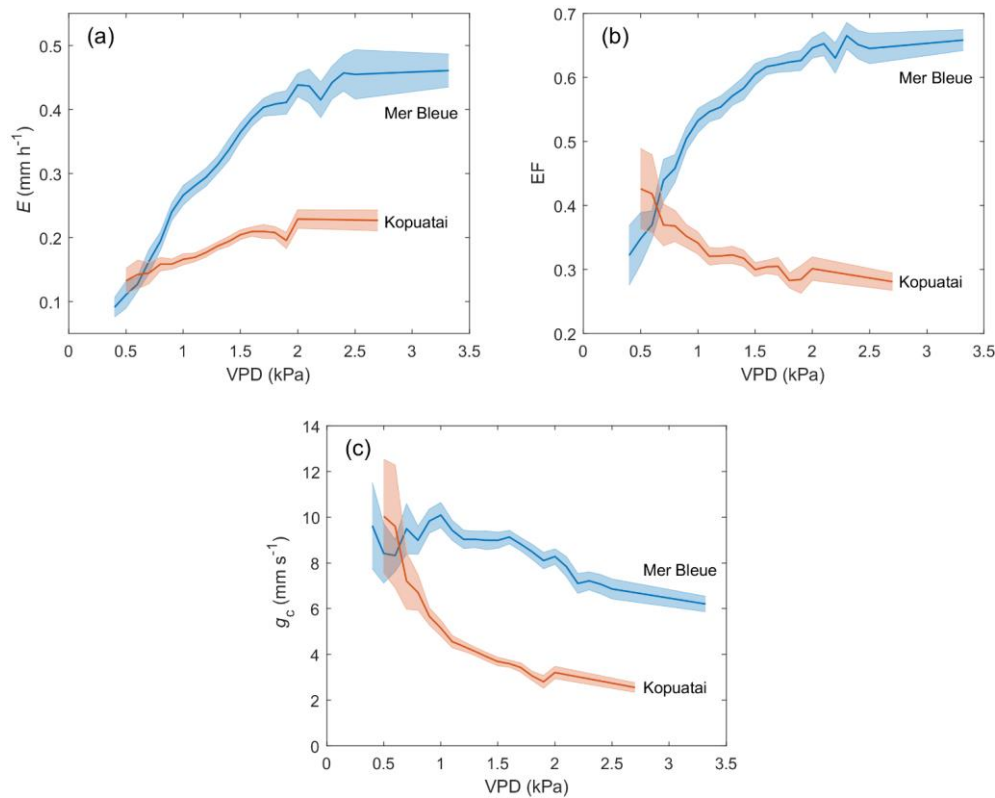 (a)
E (mm h⁻¹)
0.5
0.4
0.3
0.2
0.1
Mer Bleue
Kopuatai
0 0.5 1 1.5 2 2.5 3 3.5
VPD (kPa)
(b)
EF
0.7
0.6
0.5
0.4
0.3
0.2
Mer Bleue
Kopuatai
0 0.5 1 1.5 2 2.5 3 3.5
VPD (kPa)
(c)
g_c (mm s⁻¹)
14
12
10
8
6
4
2
0
Mer Bleue
Kopuatai
0 0.5 1 1.5 2 2.5 3 3.5
VPD (kPa)